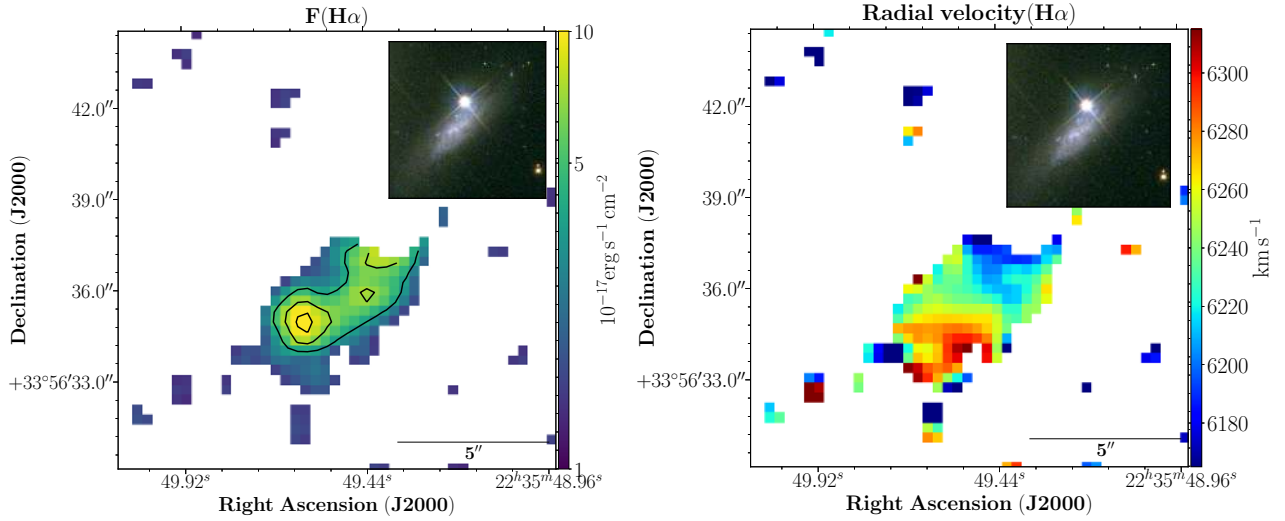 F(Hα)
10
42.0″
5
39.0″
36.0″
+33°56′33.0″
1
5″
49.92ˢ
49.44ˢ
22ʰ35ᵐ48.96ˢ
Declination (J2000)
Right Ascension (J2000)
10⁻¹⁷erg s⁻¹ cm⁻²
Radial velocity(Hα)
6300
42.0″
6280
39.0″
6260
6240
36.0″
6220
6200
+33°56′33.0″
6180
5″
49.92ˢ
49.44ˢ
22ʰ35ᵐ48.96ˢ
Declination (J2000)
Right Ascension (J2000)
km s⁻¹